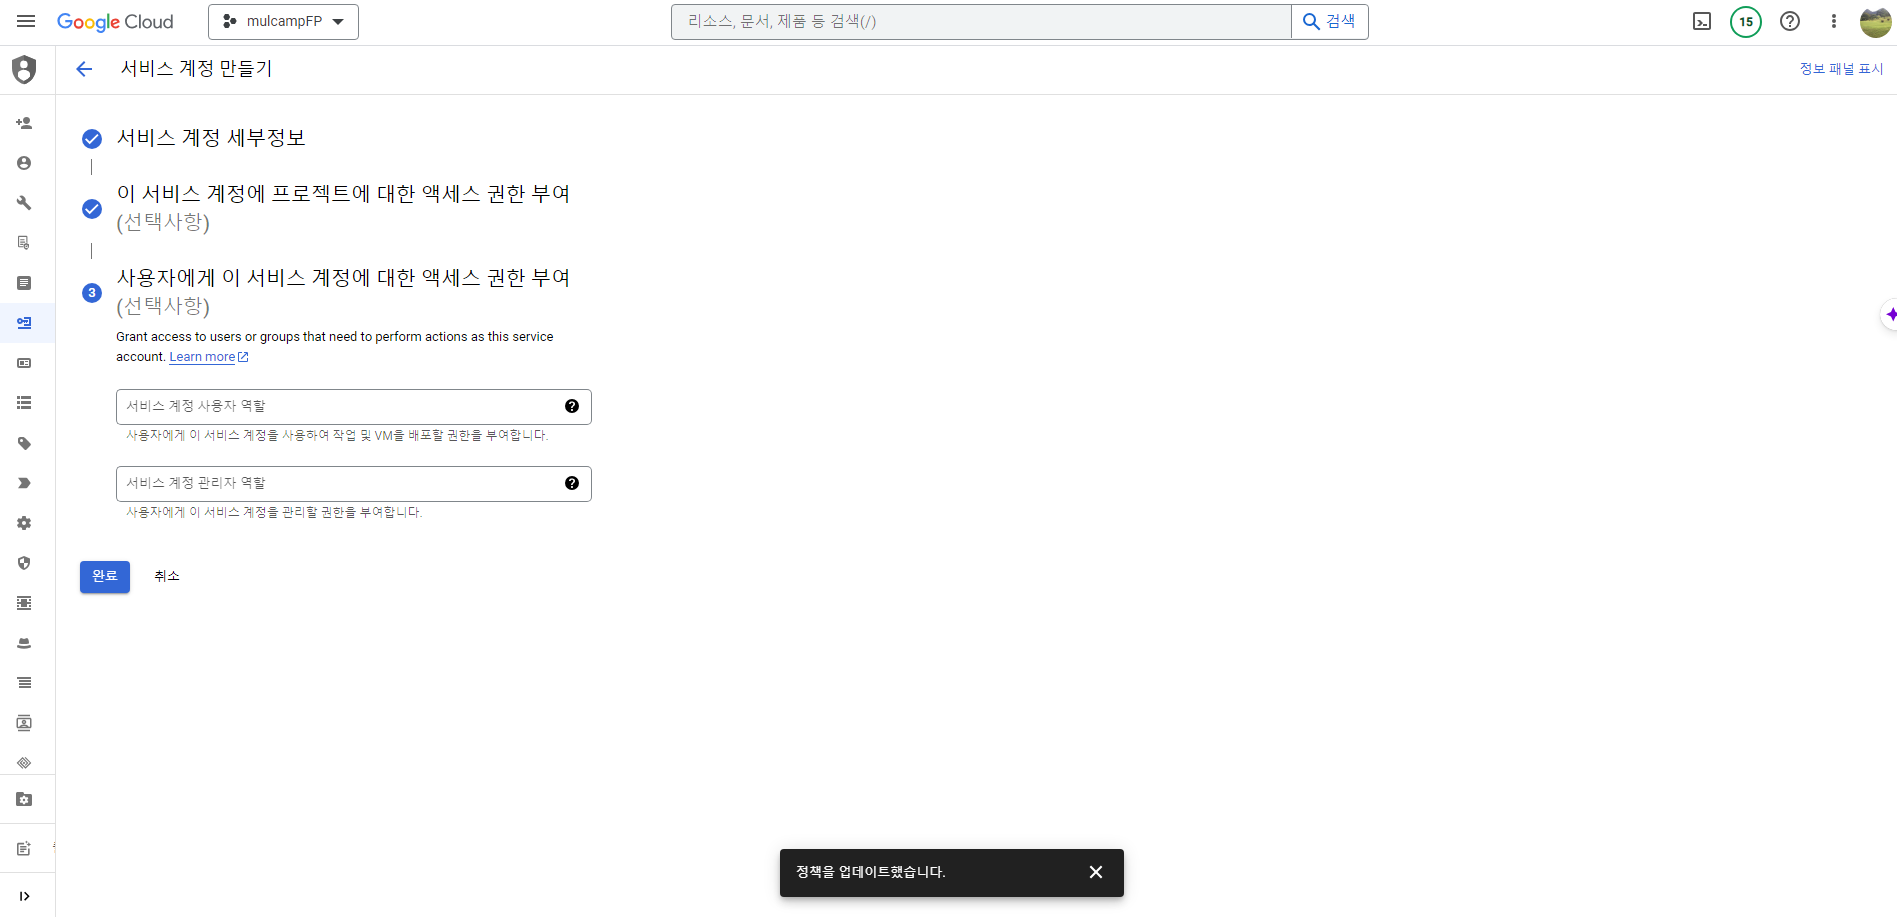 Google Cloud
mulcampFP
리소스, 문서, 제품 등 검색(/)
검색
15
서비스 계정 만들기
정보 패널 표시
서비스 계정 세부정보
이 서비스 계정에 프로젝트에 대한 액세스 권한 부여
(선택사항)
3
사용자에게 이 서비스 계정에 대한 액세스 권한 부여
(선택사항)
Grant access to users or groups that need to perform actions as this service
account. Learn more
서비스 계정 사용자 역할
사용자에게 이 서비스 계정을 사용하여 작업 및 VM을 배포할 권한을 부여합니다.
서비스 계정 관리자 역할
사용자에게 이 서비스 계정을 관리할 권한을 부여합니다.
완료
취소
정책을 업데이트했습니다.